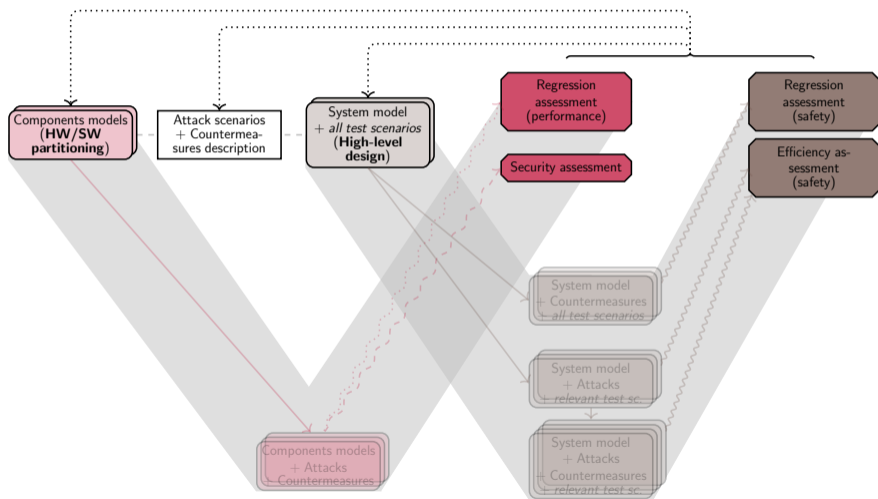 Components models
(HW/SW
partitioning)
Attack scenarios
+ Countermea-
sures description
System model
+ all test scenarios
(High-level
design)
Regression
assessment
(performance)
Security assessment
Regression
assessment
(safety)
Efficiency as-
sessment
(safety)
System model
+ Countermeasures
+ all test scenarios
System model
+ Attacks
+ relevant test sc.
Components models
+ Attacks
Countermeasures
System model
+ Attacks
+ Countermeasures
+ relevant test sc.